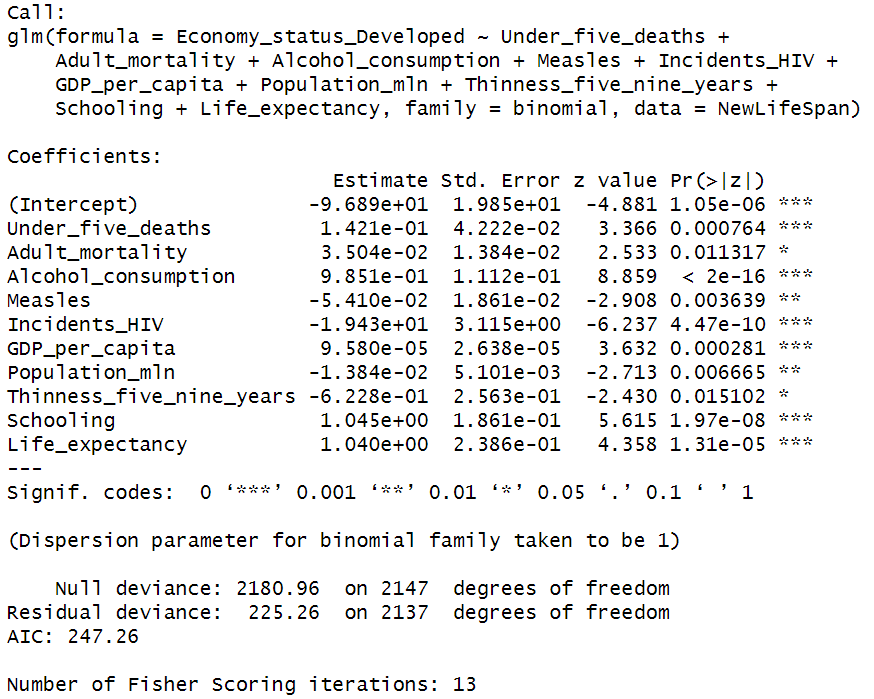 Call:
glm(formula = Economy_status_Developed ~ Under_five_deaths +
    Adult_mortality + Alcohol_consumption + Measles + Incidents_HIV +
    GDP_per_capita + Population_mln + Thinness_five_nine_years +
    Schooling + Life_expectancy, family = binomial, data = NewLifeSpan)

Coefficients:
                           Estimate Std. Error z value Pr(>|z|)
(Intercept)              -9.689e+01  1.985e+01  -4.881 1.05e-06 ***
Under_five_deaths         1.421e-01  4.222e-02   3.366 0.000764 ***
Adult_mortality           3.504e-02  1.384e-02   2.533 0.011317 *
Alcohol_consumption       9.851e-01  1.112e-01   8.859  < 2e-16 ***
Measles                  -5.410e-02  1.861e-02  -2.908 0.003639 **
Incidents_HIV            -1.943e+01  3.115e+00  -6.237 4.47e-10 ***
GDP_per_capita            9.580e-05  2.638e-05   3.632 0.000281 ***
Population_mln           -1.384e-02  5.101e-03  -2.713 0.006665 **
Thinness_five_nine_years -6.228e-01  2.563e-01  -2.430 0.015102 *
Schooling                 1.045e+00  1.861e-01   5.615 1.97e-08 ***
Life_expectancy           1.040e+00  2.386e-01   4.358 1.31e-05 ***
---
Signif. codes:  0 ‘***’ 0.001 ‘**’ 0.01 ‘*’ 0.05 ‘.’ 0.1 ‘ ’ 1

(Dispersion parameter for binomial family taken to be 1)

    Null deviance: 2180.96  on 2147  degrees of freedom
Residual deviance:  225.26  on 2137  degrees of freedom
AIC: 247.26

Number of Fisher Scoring iterations: 13